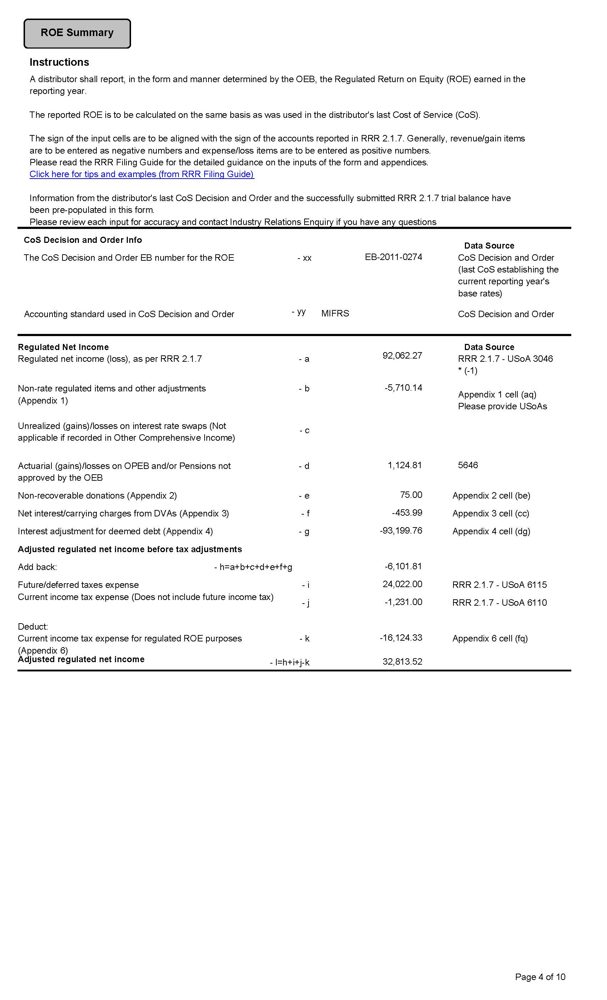 ROE Summary
Instructions
A distributor shall report, in the form and manner determined by the OEB, the Regulated Return on Equity (ROE) earned in the
reporting year.
The reported ROE is to be calculated on the same basis as was used in the distributor's last Cost of Service (CoS).
The sign of the input cells are to be aligned with the sign of the accounts reported in RRR 2.1.7. Generally, revenue/gain items
are to be entered as negative numbers and expense/loss items are to be entered as positive numbers.
Please read the RRR Filing Guide for the detailed guidance on the inputs of the form and appendices.
Click here for tips and examples (from RRR Filing Guide)
Information from the distributor's last CoS Decision and Order and the successfully submitted RRR 2.1.7 trial balance have
been pre-populated in this form.
Please review each input for accuracy and contact Industry Relations Enquiry if you have any questions
CoS Decision and Order Info
Data Source
The CoS Decision and Order EB number for the ROE - xx EB-2011-0274 CoS Decision and Order
(last CoS establishing the
current reporting year's
base rates)
Accounting standard used in CoS Decision and Order - yy MIFRS CoS Decision and Order
Regulated Net Income Data Source
Regulated net income (loss), as per RRR 2.1.7 - a 92,062.27 RRR 2.1.7 - USoA 3046
* (-1)
Non-rate regulated items and other adjustments - b -5,710.14
(Appendix 1) Appendix 1 cell (aq)
Please provide USoAs
Unrealized (gains)/losses on interest rate swaps (Not - c
applicable if recorded in Other Comprehensive Income)
Actuarial (gains)/losses on OPEB and/or Pensions not - d 1,124.81 5646
approved by the OEB
Non-recoverable donations (Appendix 2) - e 75.00 Appendix 2 cell (be)
Net interest/carrying charges from DVAs (Appendix 3) - f -453.99 Appendix 3 cell (cc)
Interest adjustment for deemed debt (Appendix 4) - g -93,199.76 Appendix 4 cell (dg)
Adjusted regulated net income before tax adjustments
Add back: - h=a+b+c+d+e+f+g -6,101.81
Future/deferred taxes expense - i 24,022.00 RRR 2.1.7 - USoA 6115
Current income tax expense (Does not include future income tax)
- j -1,231.00 RRR 2.1.7 - USoA 6110
Deduct:
Current income tax expense for regulated ROE purposes - k -16,124.33 Appendix 6 cell (fq)
(Appendix 6)
Adjusted regulated net income - l=h+i+j-k 32,813.52
Page 4 of 10